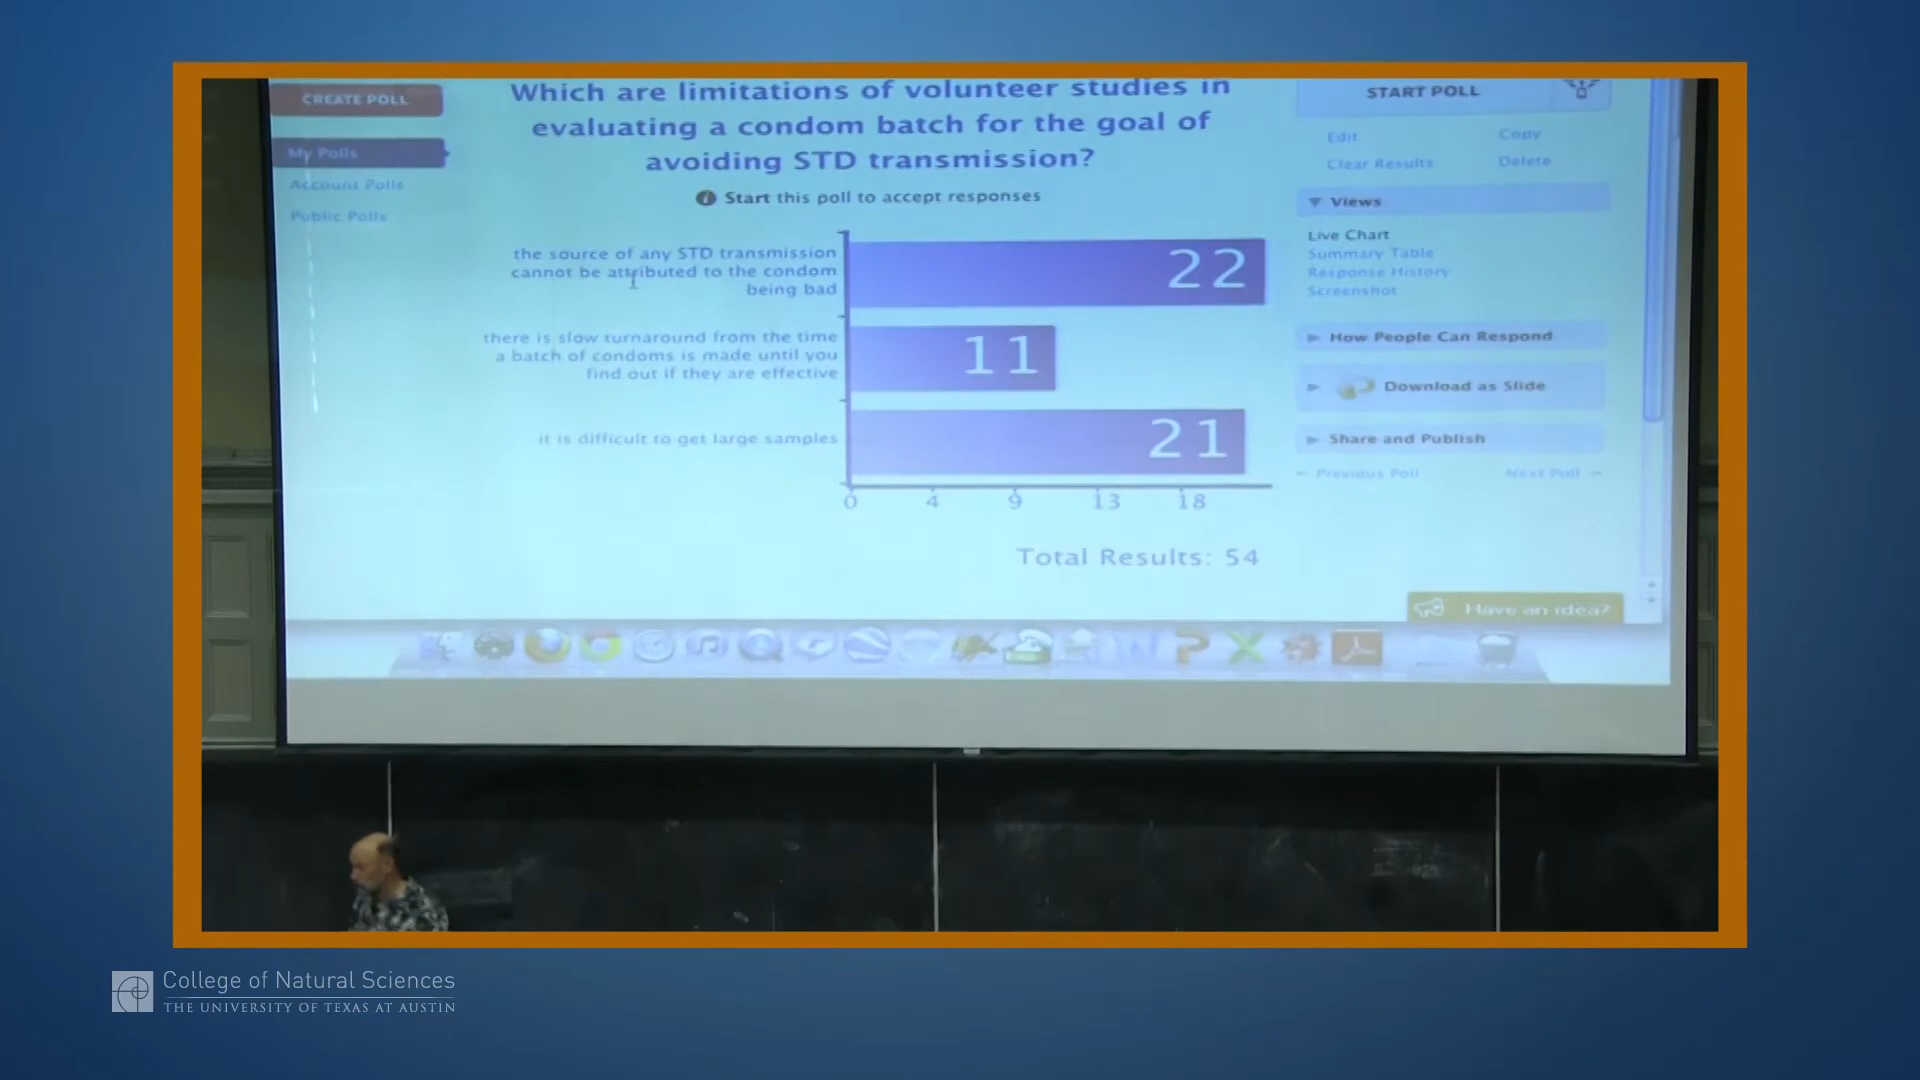 CREATE POLL
My Polls
Account Polls
Public Polls
Which are limitations of volunteer studies in
evaluating a condom batch for the goal of
avoiding STD transmission?
Start this poll to accept responses
the source of any STD transmission
cannot be attributed to the condom
being bad
22
there is slow turnaround from the time
a batch of condoms is made until you
find out if they are effective
11
it is difficult to get large samples
21
0 4 9 13 18
Total Results: 54
START POLL
Edit Copy
Clear Results Delete
Views
Live Chart
Summary Table
Response History
Screenshot
How People Can Respond
Download as Slide
Share and Publish
← Previous Poll Next Poll →
Have an idea?
College of Natural Sciences
THE UNIVERSITY OF TEXAS AT AUSTIN